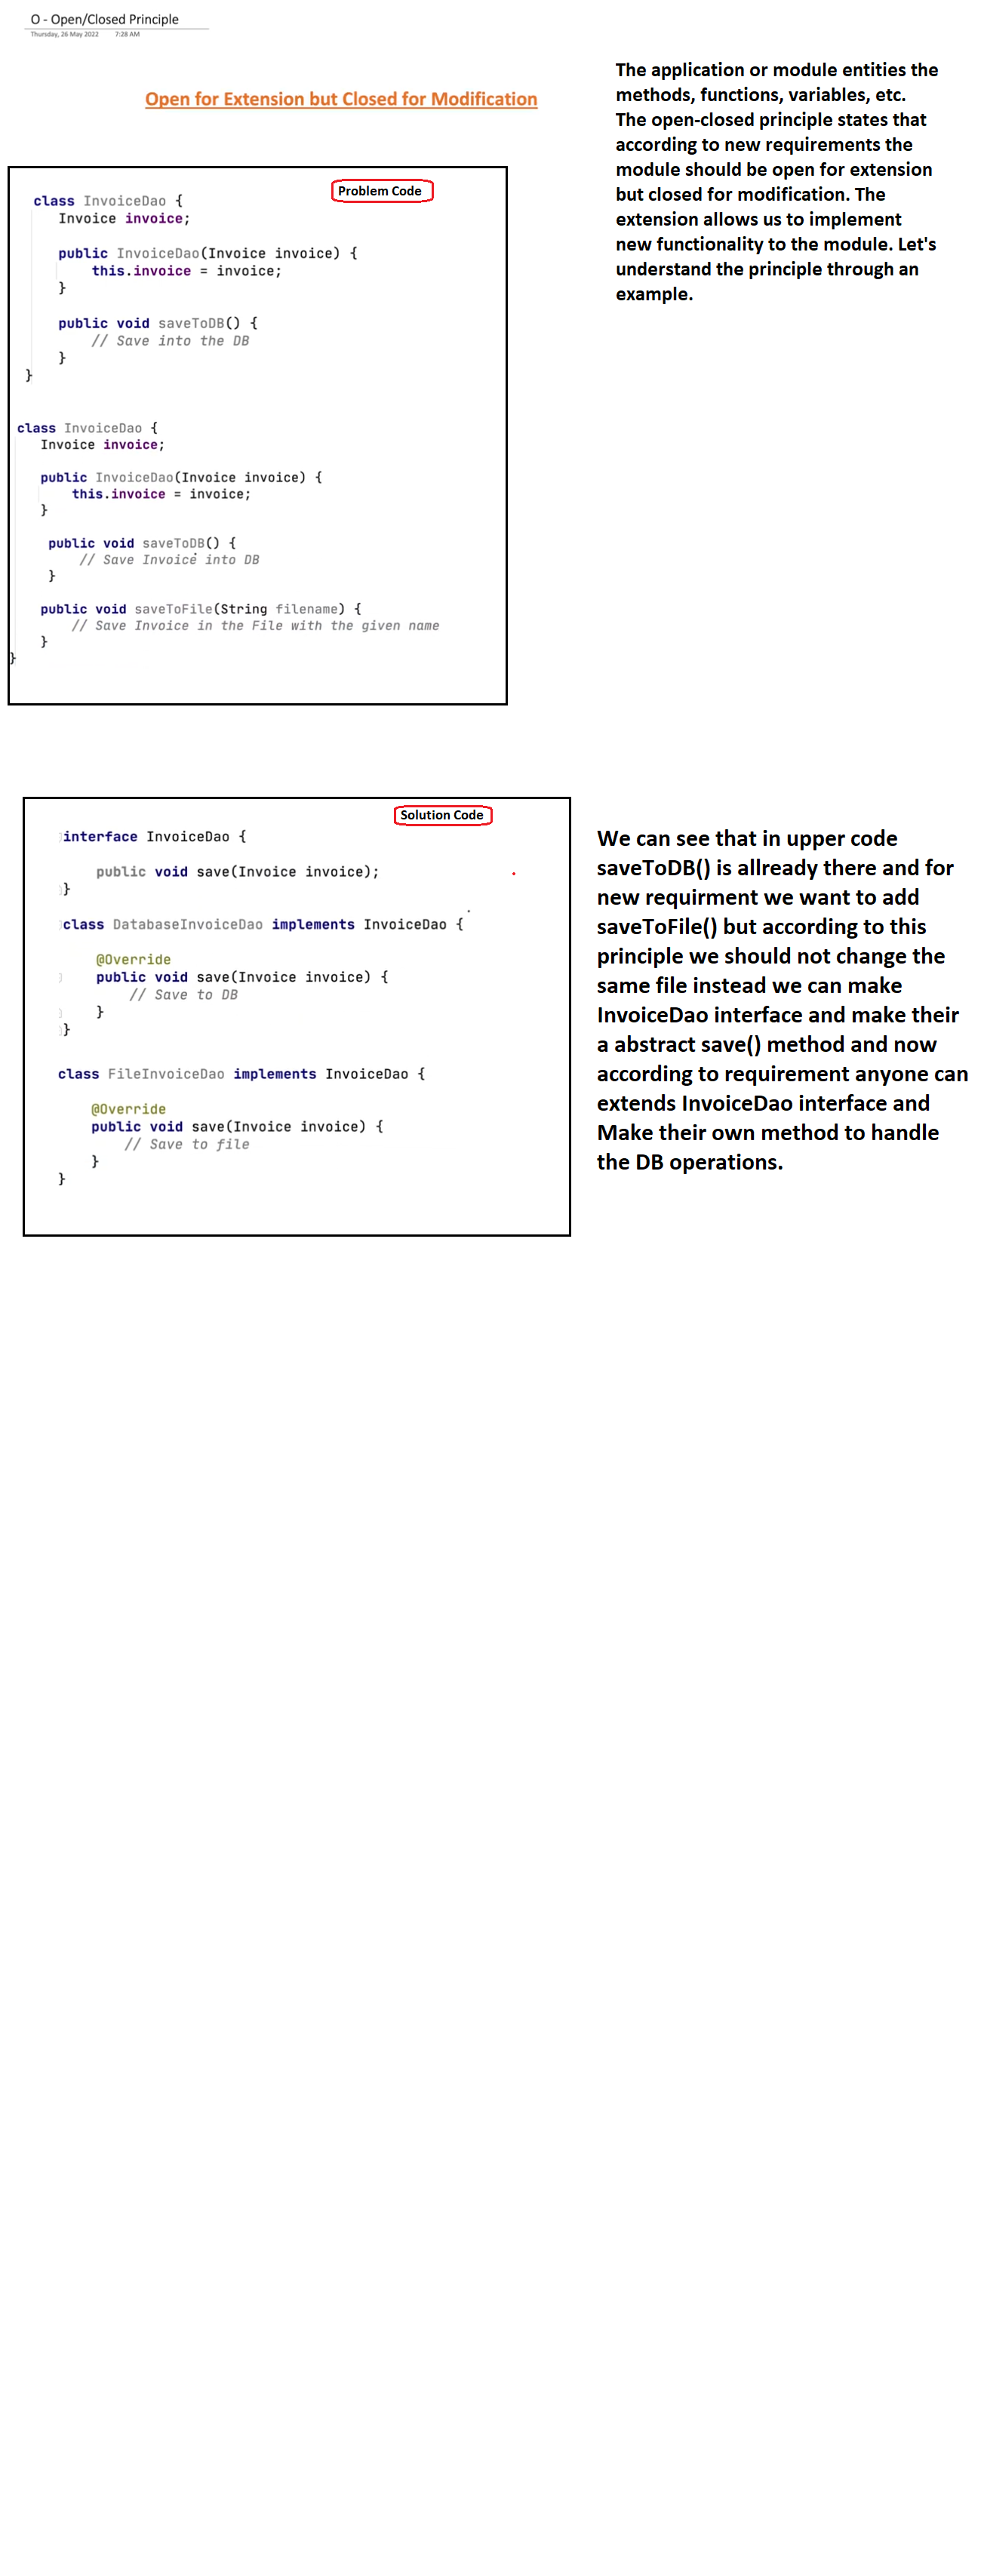 O - Open/Closed Principle
Thursday, 26 May 2022 7:28 AM
Open for Extension but Closed for Modification
The application or module entities the
methods, functions, variables, etc.
The open-closed principle states that
according to new requirements the
module should be open for extension
but closed for modification. The
extension allows us to implement
new functionality to the module. Let's
understand the principle through an
example.
Problem Code
class InvoiceDao {
Invoice invoice;
public InvoiceDao(Invoice invoice) {
this.invoice = invoice;
}
public void saveToDB() {
// Save into the DB
}
}
class InvoiceDao {
Invoice invoice;
public InvoiceDao(Invoice invoice) {
this.invoice = invoice;
}
public void saveToDB() {
// Save Invoice into DB
}
public void saveToFile(String filename) {
// Save Invoice in the File with the given name
}
}
Solution Code
interface InvoiceDao {
public void save(Invoice invoice);
}
class DatabaseInvoiceDao implements InvoiceDao {
@Override
public void save(Invoice invoice) {
// Save to DB
}
}
class FileInvoiceDao implements InvoiceDao {
@Override
public void save(Invoice invoice) {
// Save to file
}
}
We can see that in upper code
saveToDB() is allready there and for
new requirment we want to add
saveToFile() but according to this
principle we should not change the
same file instead we can make
InvoiceDao interface and make their
a abstract save() method and now
according to requirement anyone can
extends InvoiceDao interface and
Make their own method to handle
the DB operations.